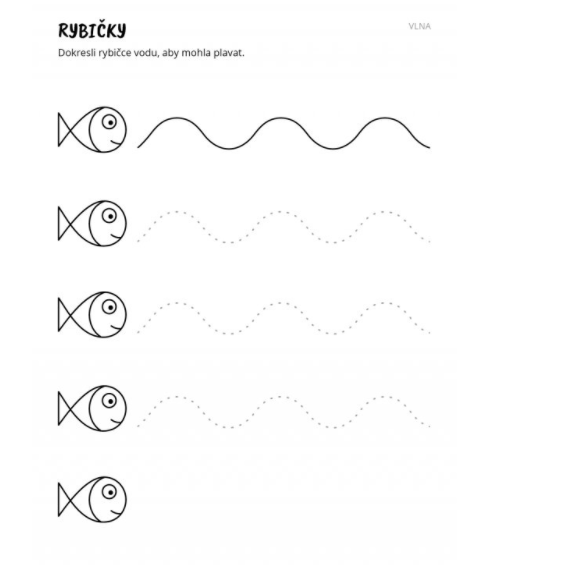 RYBIČKY
VLNA
Dokresli rybičce vodu, aby mohla plavat.